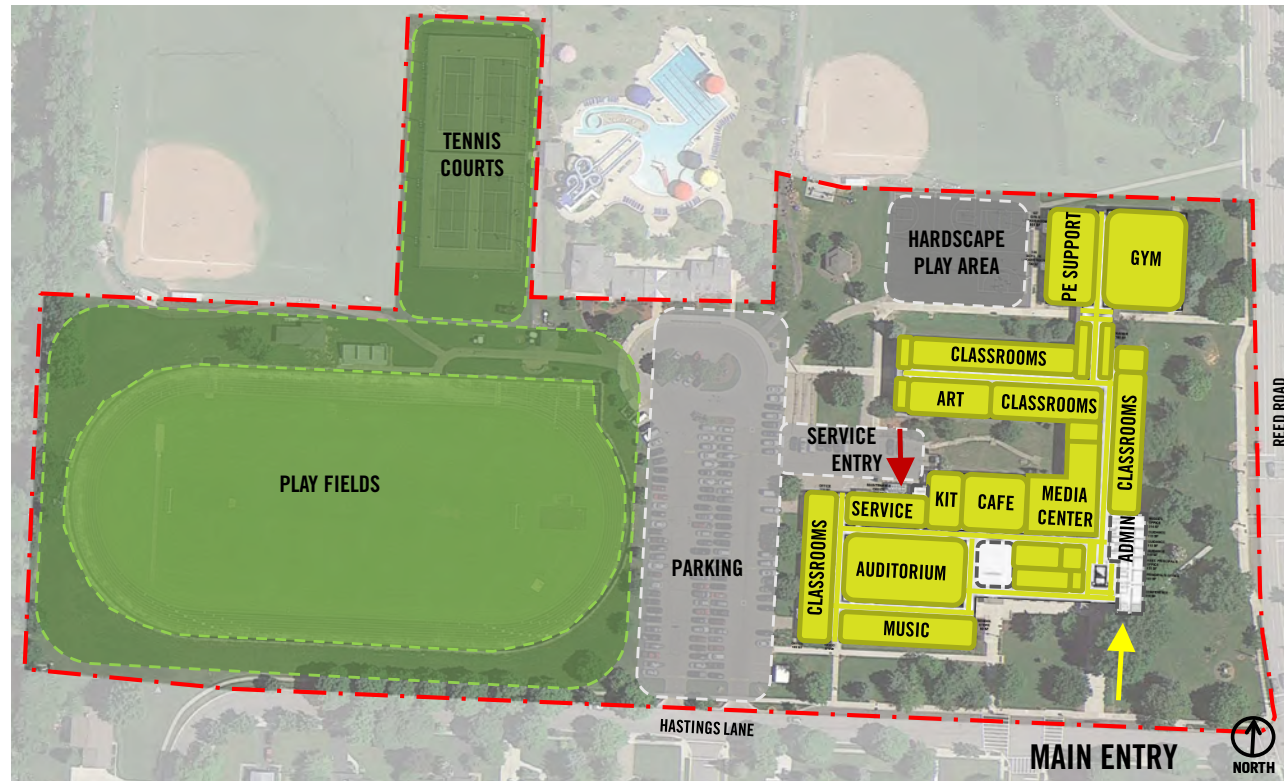 TENNIS
COURTS
HARDSCAPE
PLAY AREA
PE SUPPORT
GYM
CLASSROOMS
ART
CLASSROOMS
CLASSROOMS
REED ROAD
SERVICE
ENTRY
PLAY FIELDS
SERVICE
KIT
CAFE
MEDIA
CENTER
ADMIN
PARKING
CLASSROOMS
AUDITORIUM
MUSIC
HASTINGS LANE
MAIN ENTRY
NORTH